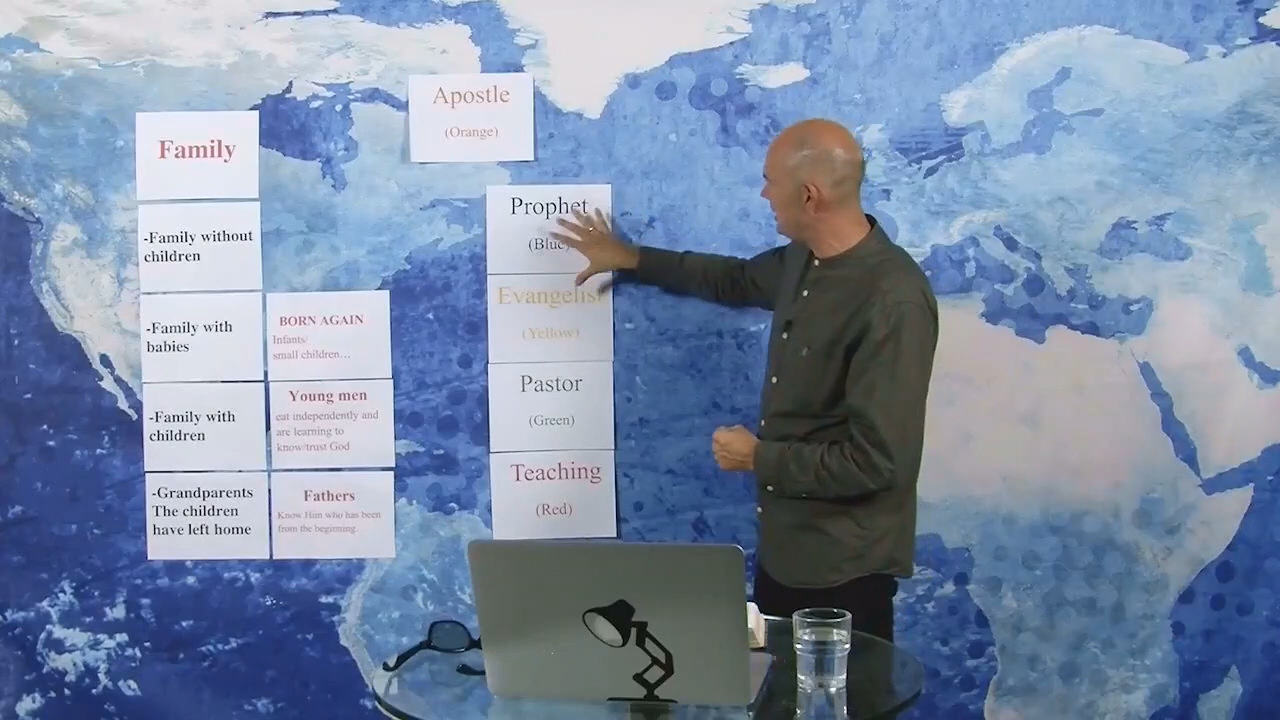 Family
-Family without
children
-Family with
babies
-Family with
children
-Grandparents
The children
have left home
BORN AGAIN
Infants/
small children…
Young men
eat independently and
are learning to
know/trust God
Fathers
Know Him who has been
from the beginning.
Apostle
(Orange)
Prophet
(Blue)
Evangelist
(Yellow)
Pastor
(Green)
Teaching
(Red)